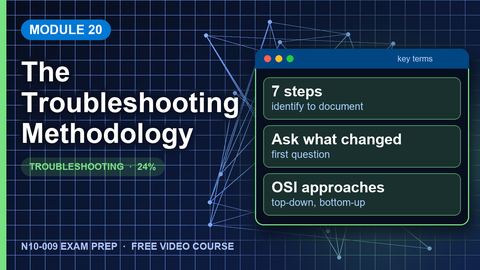 MODULE 20
The
Troubleshooting
Methodology
TROUBLESHOOTING · 24%
N10-009 EXAM PREP · FREE VIDEO COURSE
key terms
7 steps
identify to document
Ask what changed
first question
OSI approaches
top-down, bottom-up